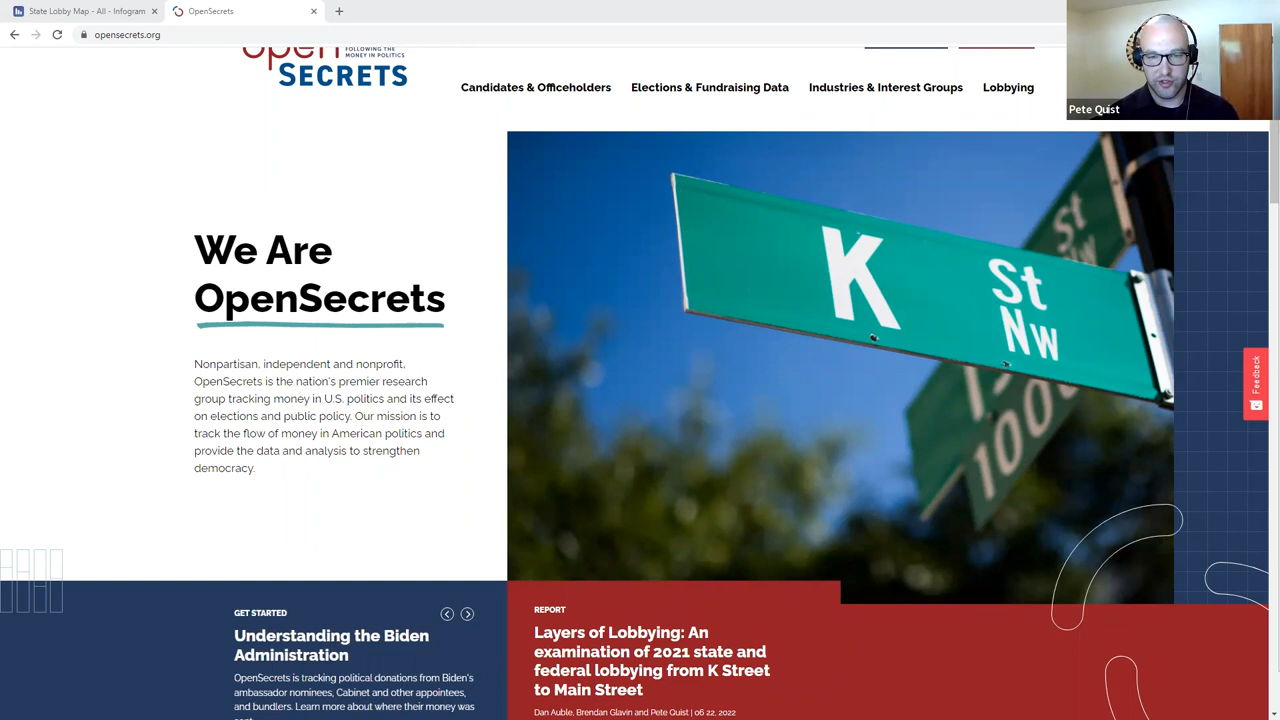 State Lobby Map - All - Infogram
OpenSecrets
opensecrets.org
open
FOLLOWING THE
MONEY IN POLITICS
SECRETS
Candidates & Officeholders
Elections & Fundraising Data
Industries & Interest Groups
Lobbying
Pete Quist
We Are
OpenSecrets
Nonpartisan, independent and nonprofit,
OpenSecrets is the nation's premier research
group tracking money in U.S. politics and its effect
on elections and public policy. Our mission is to
track the flow of money in American politics and
provide the data and analysis to strengthen
democracy.
K St
NW
St
NW
1000
Feedback
GET STARTED
Understanding the Biden
Administration
OpenSecrets is tracking political donations from Biden's
ambassador nominees, Cabinet and other appointees,
and bundlers. Learn more about where their money was
REPORT
Layers of Lobbying: An
examination of 2021 state and
federal lobbying from K Street
to Main Street
Dan Auble, Brendan Glavin and Pete Quist | 06 22, 2022